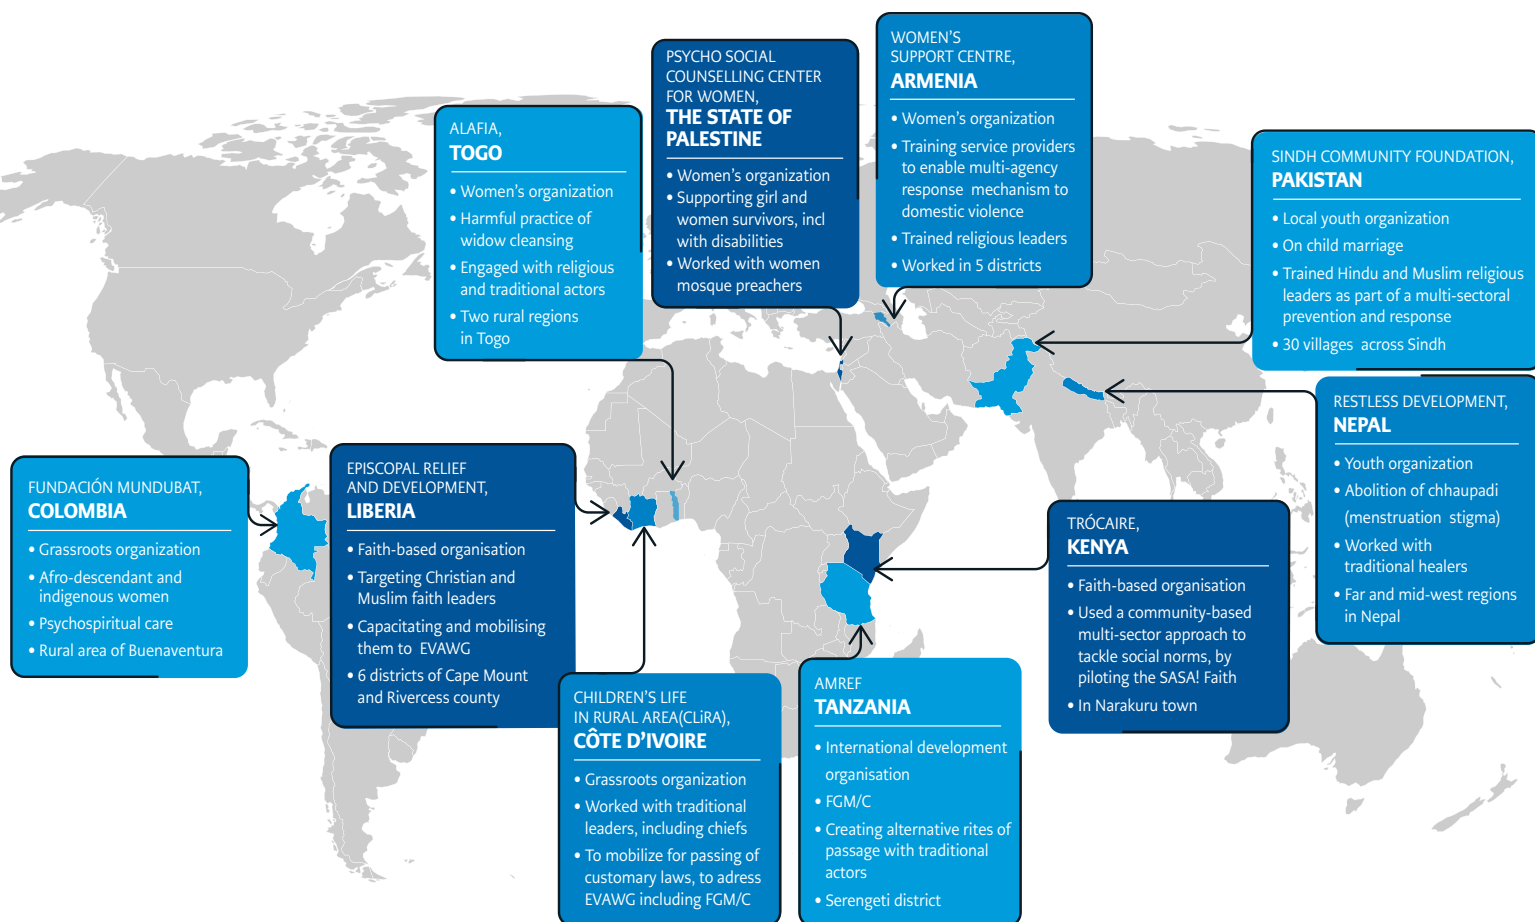 ALAFIA,
TOGO
• Women's organization
• Harmful practice of
widow cleansing
• Engaged with religious
and traditional actors
• Two rural regions
in Togo
PSYCHO SOCIAL
COUNSELLING CENTER
FOR WOMEN,
THE STATE OF
PALESTINE
• Women's organization
• Supporting girl and
women survivors, incl
with disabilities
• Worked with women
mosque preachers
WOMEN'S
SUPPORT CENTRE,
ARMENIA
• Women's organization
• Training service providers
to enable multi-agency
response mechanism to
domestic violence
• Trained religious leaders
• Worked in 5 districts
SINDH COMMUNITY FOUNDATION,
PAKISTAN
• Local youth organization
• On child marriage
• Trained Hindu and Muslim religious
leaders as part of a multi-sectoral
prevention and response
• 30 villages across Sindh
RESTLESS DEVELOPMENT,
NEPAL
• Youth organization
• Abolition of chhaupadi
(menstruation stigma)
• Worked with
traditional healers
• Far and mid-west regions
in Nepal
FUNDACIÓN MUNDUBAT,
COLOMBIA
• Grassroots organization
• Afro-descendant and
indigenous women
• Psychospiritual care
• Rural area of Buenaventura
EPISCOPAL RELIEF
AND DEVELOPMENT,
LIBERIA
• Faith-based organisation
• Targeting Christian and
Muslim faith leaders
• Capacitating and mobilising
them to EVAWG
• 6 districts of Cape Mount
and Rivercess county
CHILDREN'S LIFE
IN RURAL AREA(CLiRA),
CÔTE D'IVOIRE
• Grassroots organization
• Worked with traditional
leaders, including chiefs
• To mobilize for passing of
customary laws, to adress
EVAWG including FGM/C
AMREF
TANZANIA
• International development
organisation
• FGM/C
• Creating alternative rites of
passage with traditional
actors
• Serengeti district
TRÓCAIRE,
KENYA
• Faith-based organisation
• Used a community-based
multi-sector approach to
tackle social norms, by
piloting the SASA! Faith
• In Narakuru town